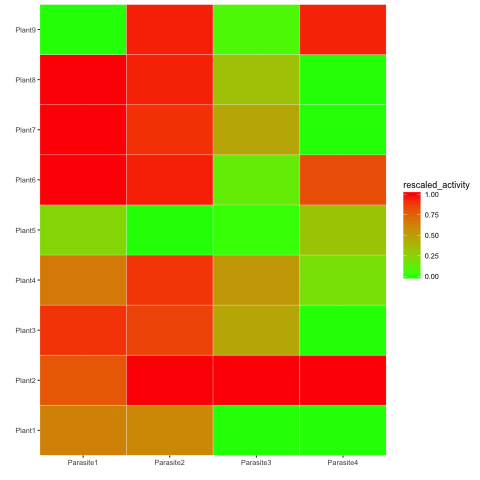 Plant9
Plant8
Plant7
Plant6
Plant5
Plant4
Plant3
Plant2
Plant1
Parasite1 Parasite2 Parasite3 Parasite4
rescaled_activity
1.00
0.75
0.50
0.25
0.00